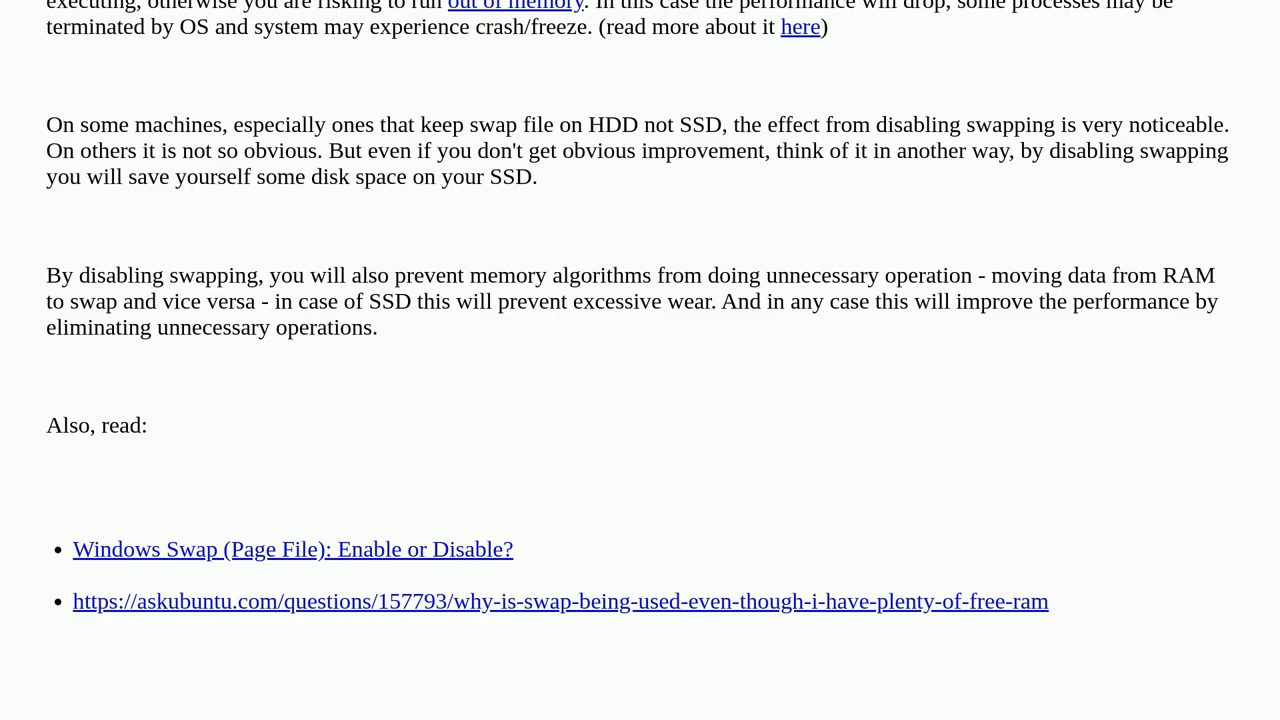 executing, otherwise you are risking to run out of memory. In this case the performance will drop, some processes may be
terminated by OS and system may experience crash/freeze. (read more about it here)
On some machines, especially ones that keep swap file on HDD not SSD, the effect from disabling swapping is very noticeable.
On others it is not so obvious. But even if you don't get obvious improvement, think of it in another way, by disabling swapping
you will save yourself some disk space on your SSD.
By disabling swapping, you will also prevent memory algorithms from doing unnecessary operation - moving data from RAM
to swap and vice versa - in case of SSD this will prevent excessive wear. And in any case this will improve the performance by
eliminating unnecessary operations.
Also, read:
• Windows Swap (Page File): Enable or Disable?
• https://askubuntu.com/questions/157793/why-is-swap-being-used-even-though-i-have-plenty-of-free-ram